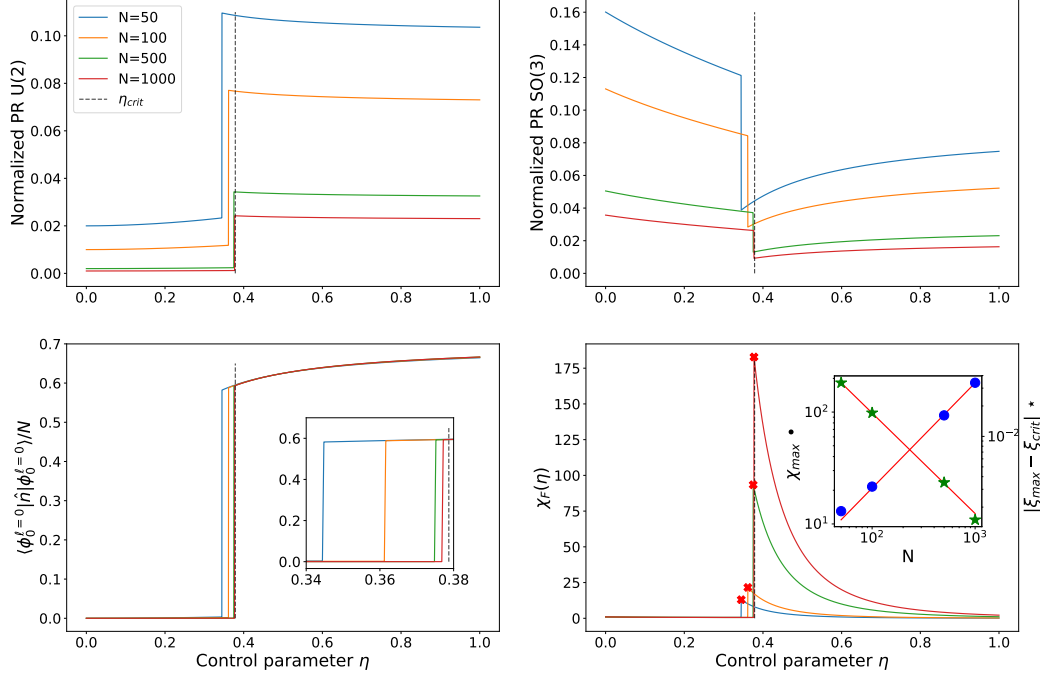 Normalized PR U(2)
0.10
0.08
0.06
0.04
0.02
0.00
N=50
N=100
N=500
N=1000
η_crit
0.0 0.2 0.4 0.6 0.8 1.0
Normalized PR SO(3)
0.16
0.14
0.12
0.10
0.08
0.06
0.04
0.02
0.00
0.0 0.2 0.4 0.6 0.8 1.0
⟨ϕ₀^{ℓ=0}|n̂|ϕ₀^{ℓ=0}⟩/N
0.7
0.6
0.5
0.4
0.3
0.2
0.1
0.0
0.6
0.4
0.2
0.0
0.34 0.36 0.38
0.0 0.2 0.4 0.6 0.8 1.0
Control parameter η
χ_F(η)
175
150
125
100
75
50
25
0
χ_max •
10²
10¹
10² 10³
N
10⁻²
|ξ_max − ξ_crit| ⋆
0.0 0.2 0.4 0.6 0.8 1.0
Control parameter η